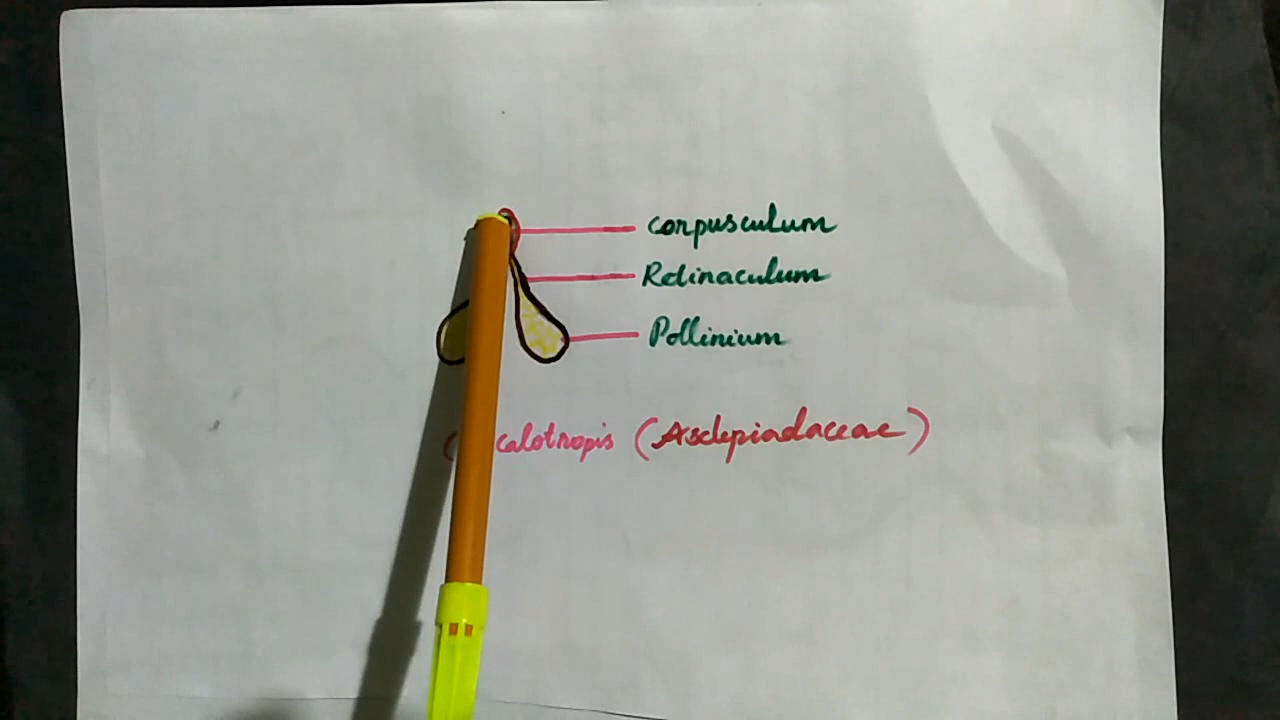 corpusculum
Retinaculum
Pollinium
( calotropis (Asclepiadaceae)